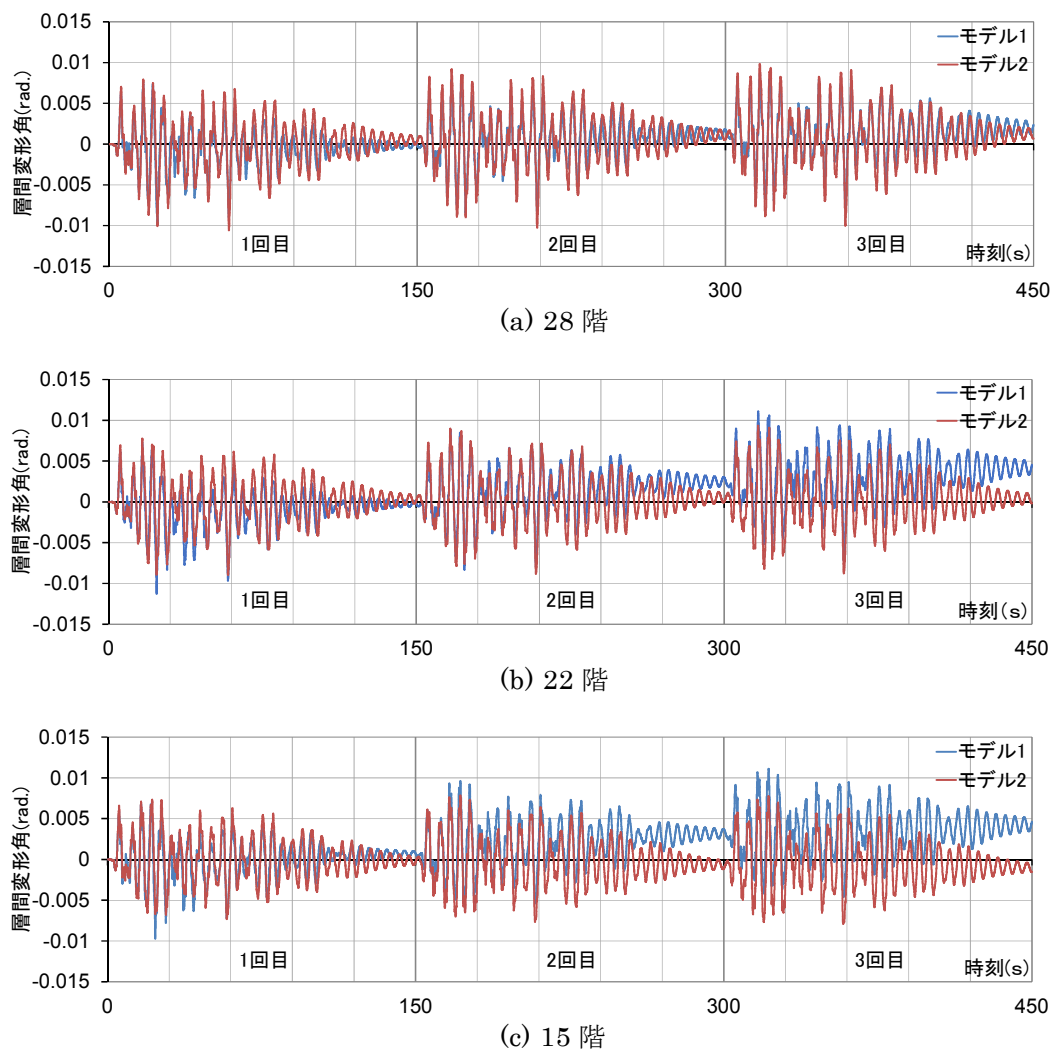 0.015
0.01
0.005
0
-0.005
-0.01
-0.015
層間変形角(rad.)
モデル1
モデル2
1回目
2回目
3回目
時刻(s)
0
150
300
450
(a) 28 階
0.015
0.01
0.005
0
-0.005
-0.01
-0.015
層間変形角(rad.)
モデル1
モデル2
1回目
2回目
3回目
時刻(s)
0
150
300
450
(b) 22 階
0.015
0.01
0.005
0
-0.005
-0.01
-0.015
層間変形角(rad.)
モデル1
モデル2
1回目
2回目
3回目
時刻(s)
0
150
300
450
(c) 15 階